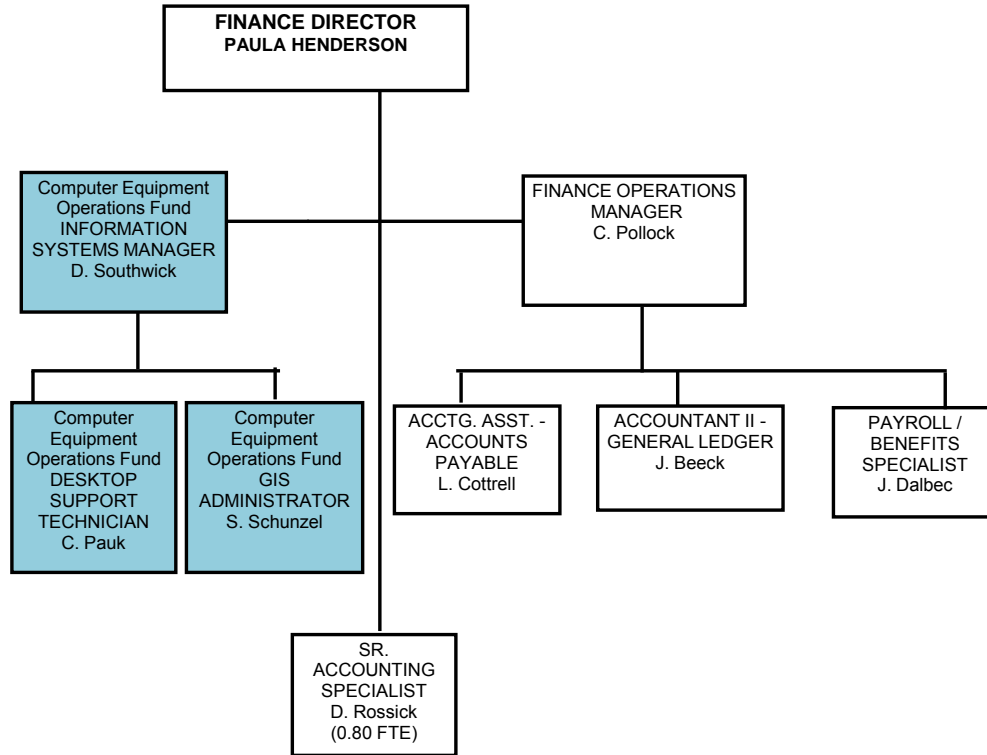 FINANCE DIRECTOR
PAULA HENDERSON
Computer Equipment
Operations Fund
INFORMATION
SYSTEMS MANAGER
D. Southwick
FINANCE OPERATIONS
MANAGER
C. Pollock
Computer
Equipment
Operations Fund
DESKTOP
SUPPORT
TECHNICIAN
C. Pauk
Computer
Equipment
Operations Fund
GIS
ADMINISTRATOR
S. Schunzel
ACCTG. ASST. -
ACCOUNTS
PAYABLE
L. Cottrell
ACCOUNTANT II -
GENERAL LEDGER
J. Beeck
PAYROLL /
BENEFITS
SPECIALIST
J. Dalbec
SR.
ACCOUNTING
SPECIALIST
D. Rossick
(0.80 FTE)